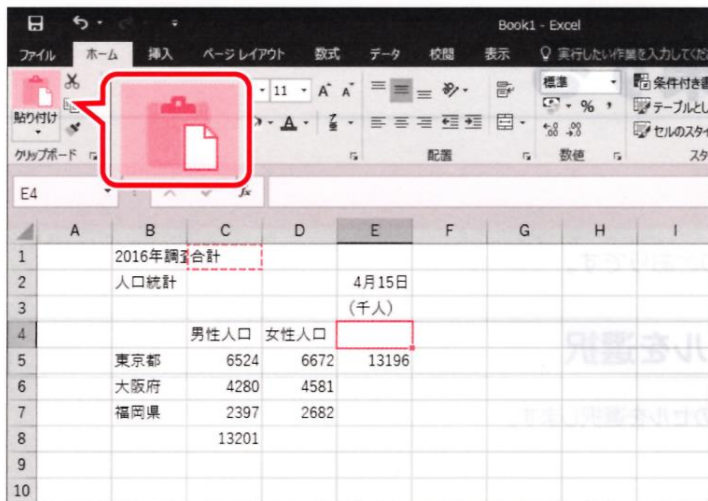 Book1 - Excel
ファイル ホーム 挿入 ページレイアウト 数式 データ 校閲 表示 実行したい作業を入力してくだ
11 A A 標準 条件付き書
貼り付け A % , テーブルとし
.00 セルのスタイ
クリップボード 配置 数値 スタ
E4 fx
A B C D E F G H I
1 2016年調査 合計
2 人口統計 4月15日
3 (千人)
4 男性人口 女性人口
5 東京都 6524 6672 13196
6 大阪府 4280 4581
7 福岡県 2397 2682
8 13201
9
10